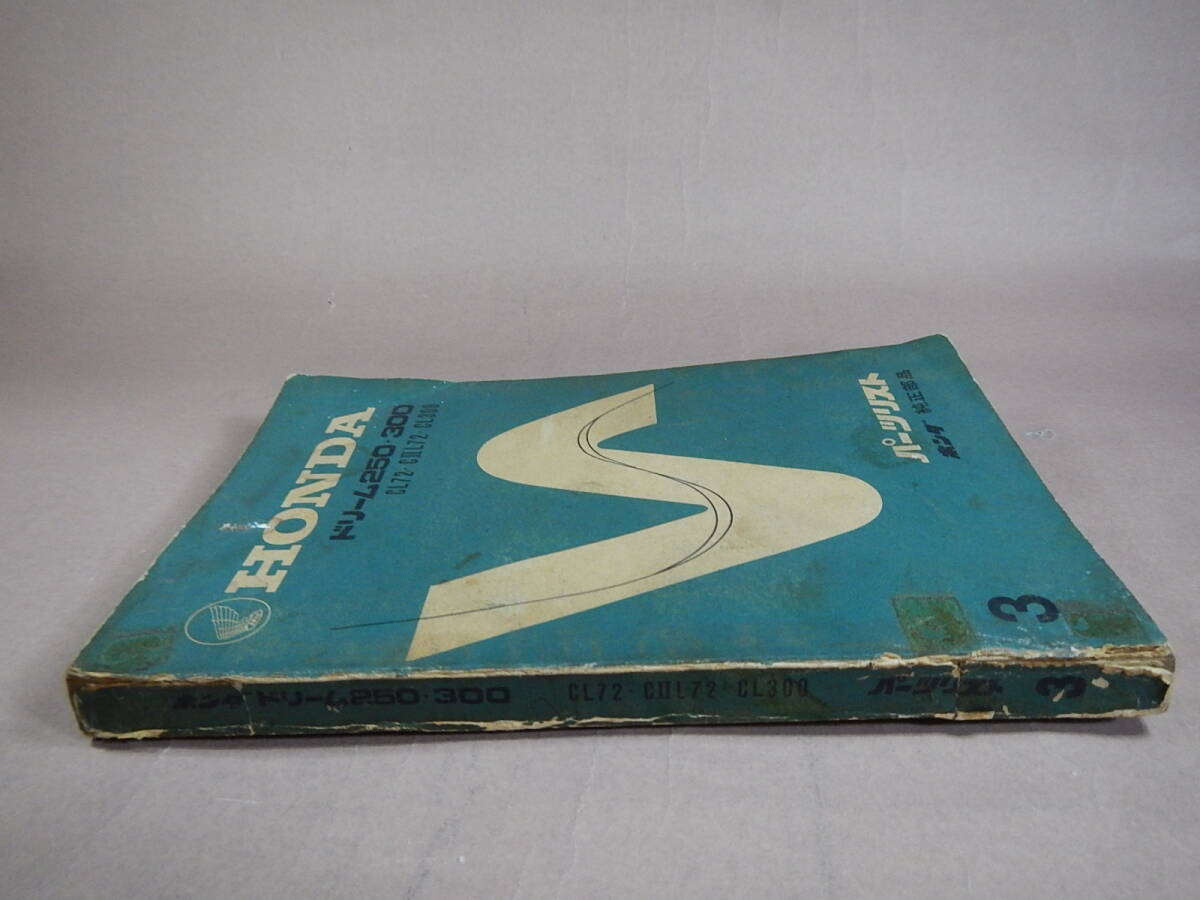 HONDA
ドリーム250・300
CL72・CⅡL72・CL300
パーツリスト
ホンダ 純正部品
3
ホンダ ドリーム250・300 CL72・CⅡL72・CL300 パーツリスト 3